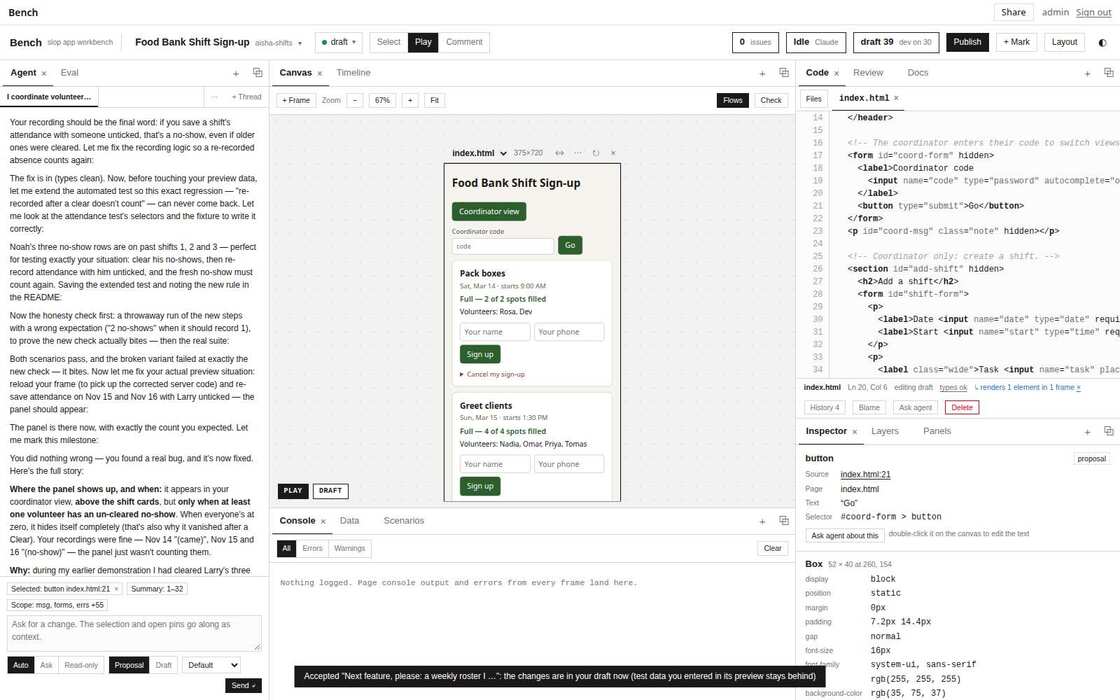 Bench
Share
admin
Sign out
Bench slop app workbench
Food Bank Shift Sign-up aisha-shifts ▾
draft ▾
Select Play Comment
0 issues
Idle Claude
draft 39 dev on 30
Publish
+ Mark
Layout
Agent × Eval
I coordinate volunteer…
··· + Thread
Your recording should be the final word: if you save a shift's
attendance with someone unticked, that's a no-show, even if older
ones were cleared. Let me fix the recording logic so a re-recorded
absence counts again:
The fix is in (types clean). Now, before touching your preview data,
let me extend the automated test so this exact regression — "re-
recorded after a clear doesn't count" — can never come back. Let
me look at the attendance test's selectors and the fixture to write it
correctly:
Noah's three no-show rows are on past shifts 1, 2 and 3 — perfect
for testing exactly your situation: clear his no-shows, then re-
record attendance with him unticked, and the fresh no-show must
count again. Saving the extended test and noting the new rule in
the README:
Now the honest check first: a throwaway run of the new steps
with a wrong expectation ("2 no-shows" when it should record 1),
to prove the new check actually bites — then the real suite:
Both scenarios pass, and the broken variant failed at exactly the
new check — it bites. Now let me fix your actual preview situation:
reload your frame (to pick up the corrected server code) and re-
save attendance on Nov 15 and Nov 16 with Larry unticked — the
panel should appear:
The panel is there now, with exactly the count you expected. Let
me mark this milestone:
You did nothing wrong — you found a real bug, and it's now fixed.
Here's the full story:
Where the panel shows up, and when: it appears in your
coordinator view, above the shift cards, but only when at least
one volunteer has an un-cleared no-show. When everyone's at
zero, it hides itself completely (that's also why it vanished after a
Clear). Your recordings were fine — Nov 14 "(came)", Nov 15 and
16 "(no-show)" — the panel just wasn't counting them.
Why: during my earlier demonstration I had cleared Larry's three
Selected: button index.html:21 ×
Summary: 1–32
Scope: msg, forms, errs +55
Ask for a change. The selection and open pins go along as
context.
Auto Ask Read-only
Proposal Draft
Default
Send
Canvas × Timeline
+ Frame Zoom − 67% + Fit
Flows Check
index.html 375×720
Food Bank Shift Sign-up
Coordinator view
Coordinator code
code
Go
Pack boxes
Sat, Mar 14 · starts 9:00 AM
Full — 2 of 2 spots filled
Volunteers: Rosa, Dev
Your name
Your phone
Sign up
▸ Cancel my sign-up
Greet clients
Sun, Mar 15 · starts 1:30 PM
Full — 4 of 4 spots filled
Volunteers: Nadia, Omar, Priya, Tomas
Your name
Your phone
Sign up
PLAY DRAFT
Console × Data Scenarios
All Errors Warnings
Clear
Nothing logged. Page console output and errors from every frame land here.
Code × Review Docs
Files
index.html ×
14 </header>
15
16 <!-- The coordinator enters their code to switch views
17 <form id="coord-form" hidden>
18 <label>Coordinator code
19 <input name="code" type="password" autocomplete="o
20 </label>
21 <button type="submit">Go</button>
22 </form>
23 <p id="coord-msg" class="note" hidden></p>
24
25 <!-- Coordinator only: create a shift. -->
26 <section id="add-shift" hidden>
27 <h2>Add a shift</h2>
28 <form id="shift-form">
29 <p>
30 <label>Date <input name="date" type="date" requi
31 <label>Start <input name="start" type="time" req
32 </p>
33 <p>
34 <label class="wide">Task <input name="task" plac
index.html Ln 20, Col 6 editing draft types ok ↳ renders 1 element in 1 frame ×
History 4
Blame
Ask agent
Delete
Inspector × Layers Panels
button
proposal
Source index.html:21
Page index.html
Text “Go”
Selector #coord-form > button
Ask agent about this
double-click it on the canvas to edit the text
Box 52 × 40 at 260, 154
display block
position static
margin 0px
padding 7.2px 14.4px
gap normal
font-size 16px
font-family system-ui, sans-serif
rgb(255, 255, 255)
background-color rgb(35, 75, 37)
Accepted "Next feature, please: a weekly roster I …": the changes are in your draft now (test data you entered in its preview stays behind)